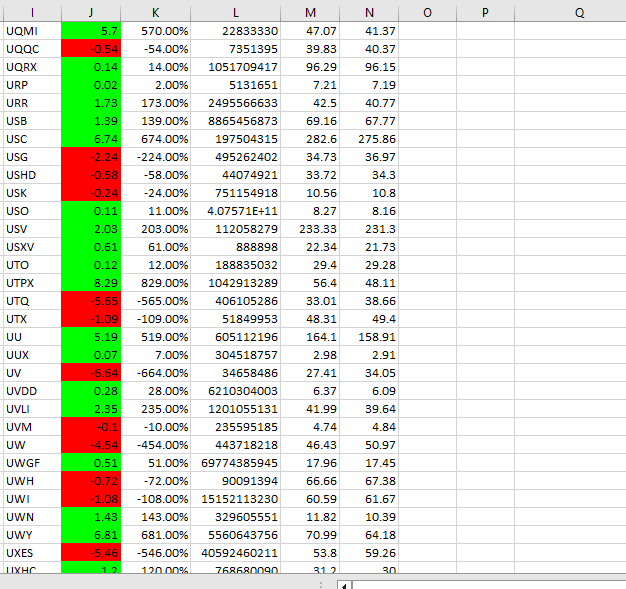 I J K L M N O P Q
UQMI 5.7 570.00% 22833330 47.07 41.37
UQQC -0.54 -54.00% 7351395 39.83 40.37
UQRX 0.14 14.00% 1051709417 96.29 96.15
URP 0.02 2.00% 5131651 7.21 7.19
URR 1.73 173.00% 2495566633 42.5 40.77
USB 1.39 139.00% 8865456873 69.16 67.77
USC 6.74 674.00% 197504315 282.6 275.86
USG -2.24 -224.00% 495262402 34.73 36.97
USHD -0.58 -58.00% 44074921 33.72 34.3
USK -0.24 -24.00% 751154918 10.56 10.8
USO 0.11 11.00% 4.07571E+11 8.27 8.16
USV 2.03 203.00% 112058279 233.33 231.3
USXV 0.61 61.00% 888898 22.34 21.73
UTO 0.12 12.00% 188835032 29.4 29.28
UTPX 8.29 829.00% 1042913289 56.4 48.11
UTQ -5.65 -565.00% 406105286 33.01 38.66
UTX -1.09 -109.00% 51849953 48.31 49.4
UU 5.19 519.00% 605112196 164.1 158.91
UUX 0.07 7.00% 304518757 2.98 2.91
UV -6.64 -664.00% 34658486 27.41 34.05
UVDD 0.28 28.00% 6210304003 6.37 6.09
UVLI 2.35 235.00% 1201055131 41.99 39.64
UVM -0.1 -10.00% 235595185 4.74 4.84
UW -4.54 -454.00% 443718218 46.43 50.97
UWGF 0.51 51.00% 69774385945 17.96 17.45
UWH -0.72 -72.00% 90091394 66.66 67.38
UWI -1.08 -108.00% 15152113230 60.59 61.67
UWN 1.43 143.00% 329605551 11.82 10.39
UWY 6.81 681.00% 5560643756 70.99 64.18
UXES -5.46 -546.00% 40592460211 53.8 59.26
UXHC 1.2 120.00% 768680090 31.2 30